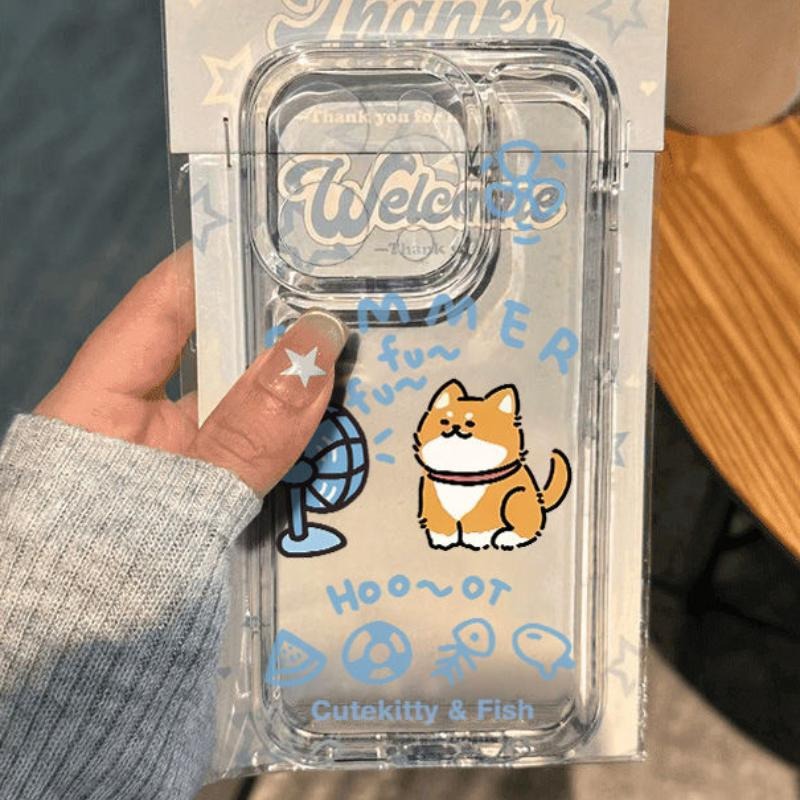 Thanks
—Thank you for
Welcome
—Thank
SUMMER
fu~
fu~
HOO~OT
Cutekitty & Fish